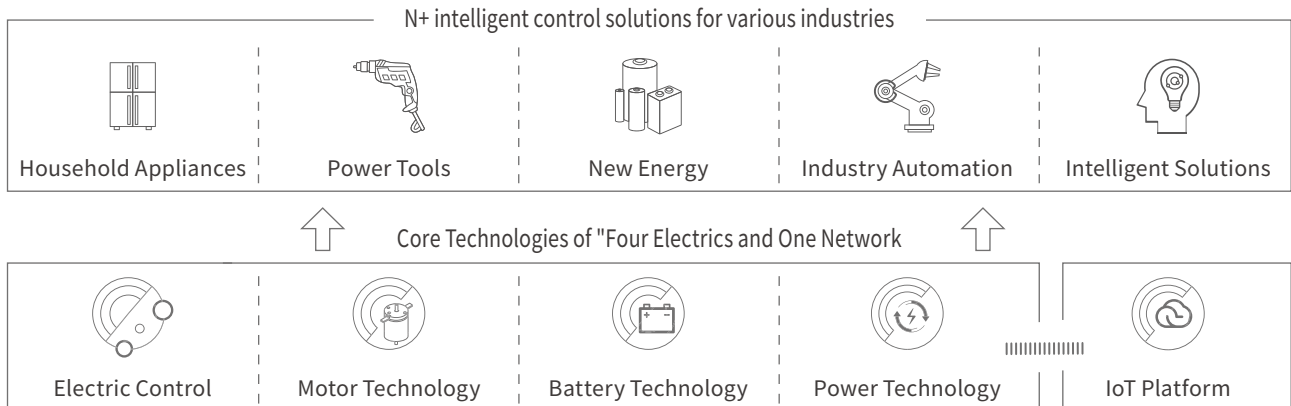 N+ intelligent control solutions for various industries
Household Appliances
Power Tools
New Energy
Industry Automation
Intelligent Solutions
Core Technologies of "Four Electrics and One Network
Electric Control
Motor Technology
Battery Technology
Power Technology
IoT Platform